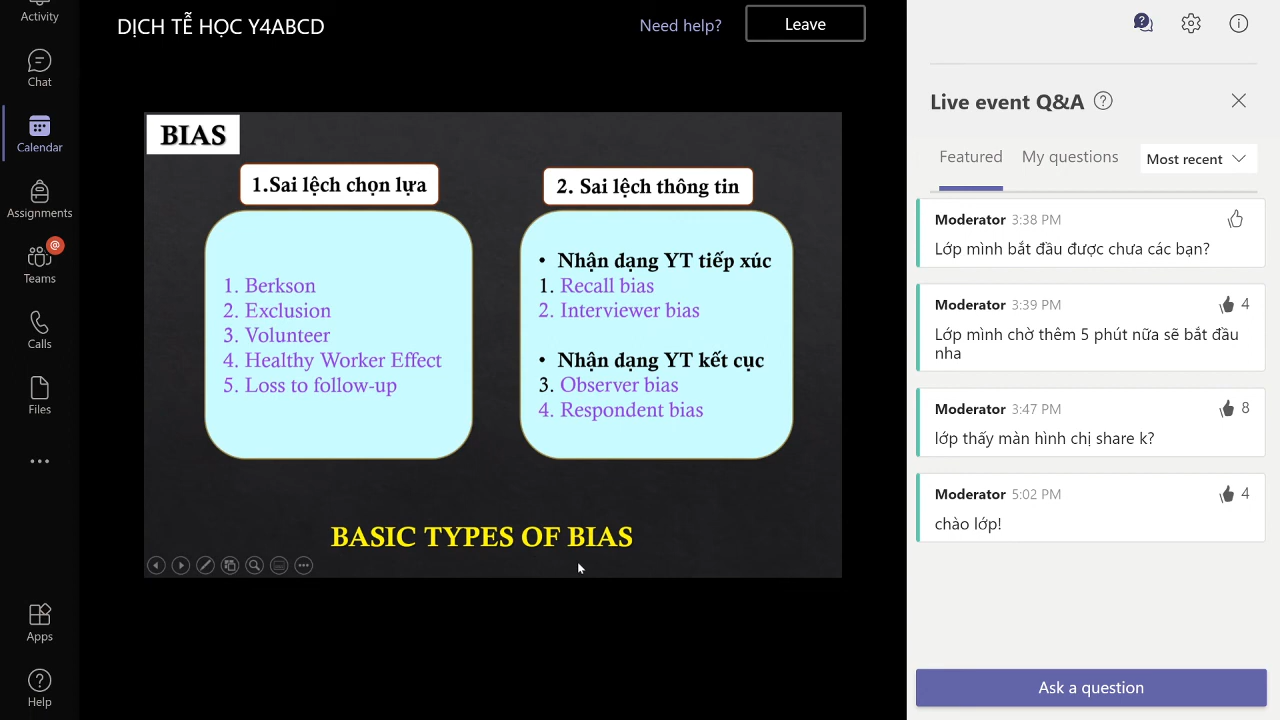 Activity
Chat
Calendar
Assignments
@
Teams
Calls
Files
Apps
Help
DỊCH TỄ HỌC Y4ABCD
Need help?
Leave
BIAS
1.Sai lệch chọn lựa
1. Berkson
2. Exclusion
3. Volunteer
4. Healthy Worker Effect
5. Loss to follow-up
2. Sai lệch thông tin
• Nhận dạng YT tiếp xúc
1. Recall bias
2. Interviewer bias
• Nhận dạng YT kết cục
3. Observer bias
4. Respondent bias
BASIC TYPES OF BIAS
Live event Q&A
Featured
My questions
Most recent
Moderator 3:38 PM
Lớp mình bắt đầu được chưa các bạn?
Moderator 3:39 PM
4
Lớp mình chờ thêm 5 phút nữa sẽ bắt đầu
nha
Moderator 3:47 PM
8
lớp thấy màn hình chị share k?
Moderator 5:02 PM
4
chào lớp!
Ask a question